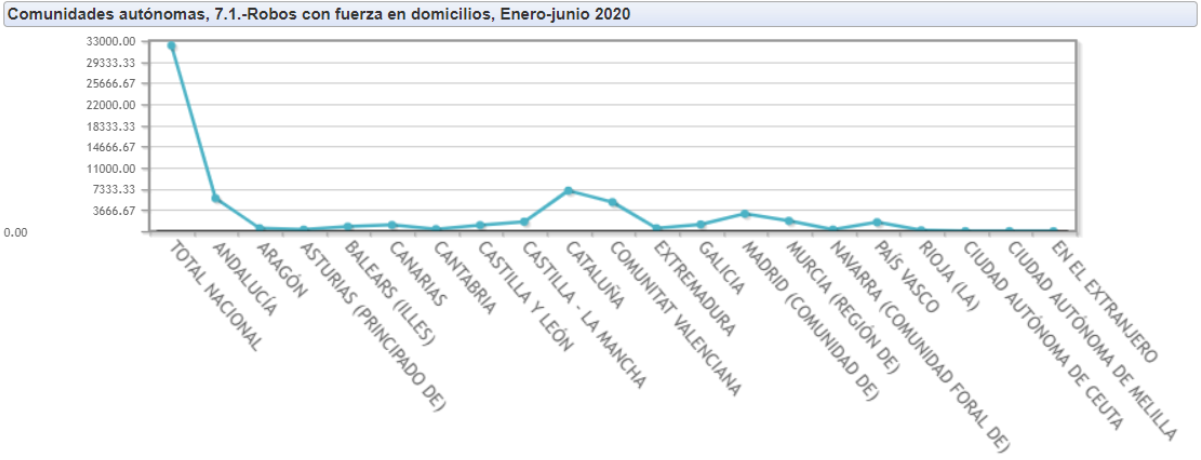 Comunidades autónomas, 7.1.-Robos con fuerza en domicilios, Enero-junio 2020
33000.00
29333.33
25666.67
22000.00
18333.33
14666.67
11000.00
7333.33
3666.67
0.00
TOTAL NACIONAL
ANDALUCÍA
ARAGÓN
ASTURIAS (PRINCIPADO DE)
BALEARS (ILLES)
CANARIAS
CANTABRIA
CASTILLA Y LEÓN
CASTILLA - LA MANCHA
CATALUÑA
COMUNITAT VALENCIANA
EXTREMADURA
GALICIA
MADRID (COMUNIDAD DE)
MURCIA (REGIÓN DE)
NAVARRA (COMUNIDAD FORAL DE)
PAÍS VASCO
RIOJA (LA)
CIUDAD AUTÓNOMA DE CEUTA
CIUDAD AUTÓNOMA DE MELILLA
EN EL EXTRANJERO